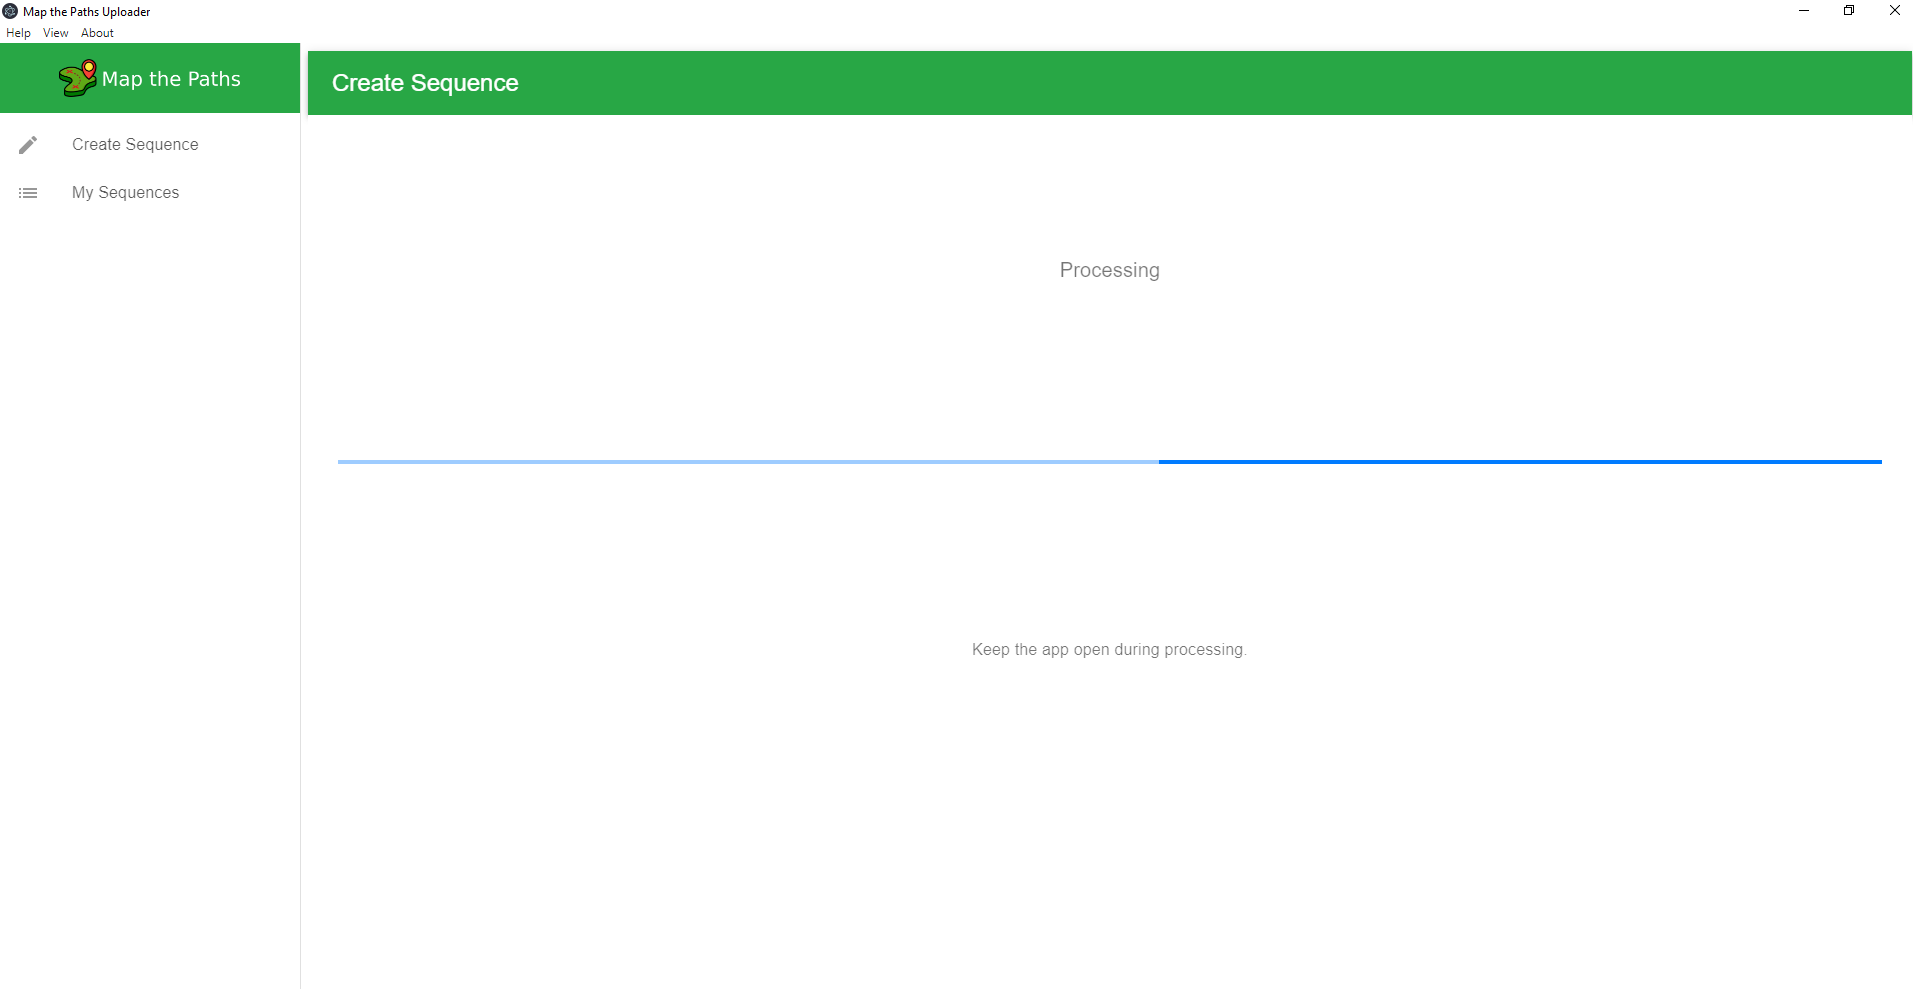 Map the Paths Uploader
Help View About
Map the Paths
Create Sequence
Create Sequence
My Sequences
Processing
Keep the app open during processing.